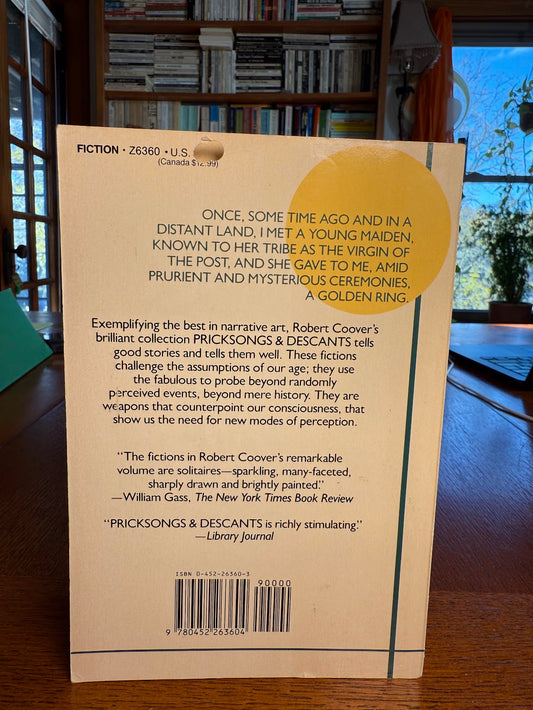 FICTION • Z6360 • U.S.
(Canada $12.99)
ONCE, SOME TIME AGO AND IN A
DISTANT LAND, I MET A YOUNG MAIDEN,
KNOWN TO HER TRIBE AS THE VIRGIN OF
THE POST, AND SHE GAVE TO ME, AMID
PRURIENT AND MYSTERIOUS CEREMONIES,
A GOLDEN RING.
Exemplifying the best in narrative art, Robert Coover's
brilliant collection PRICKSONGS & DESCANTS tells
good stories and tells them well. These fictions
challenge the assumptions of our age; they use
the fabulous to probe beyond randomly
perceived events, beyond mere history. They are
weapons that counterpoint our consciousness, that
show us the need for new modes of perception.
“The fictions in Robert Coover's remarkable
volume are solitaires—sparkling, many-faceted,
sharply drawn and brightly painted.”
—William Gass, The New York Times Book Review
“PRICKSONGS & DESCANTS is richly stimulating.”
—Library Journal
ISBN 0-452-26360-3
90000
9 780452 263604